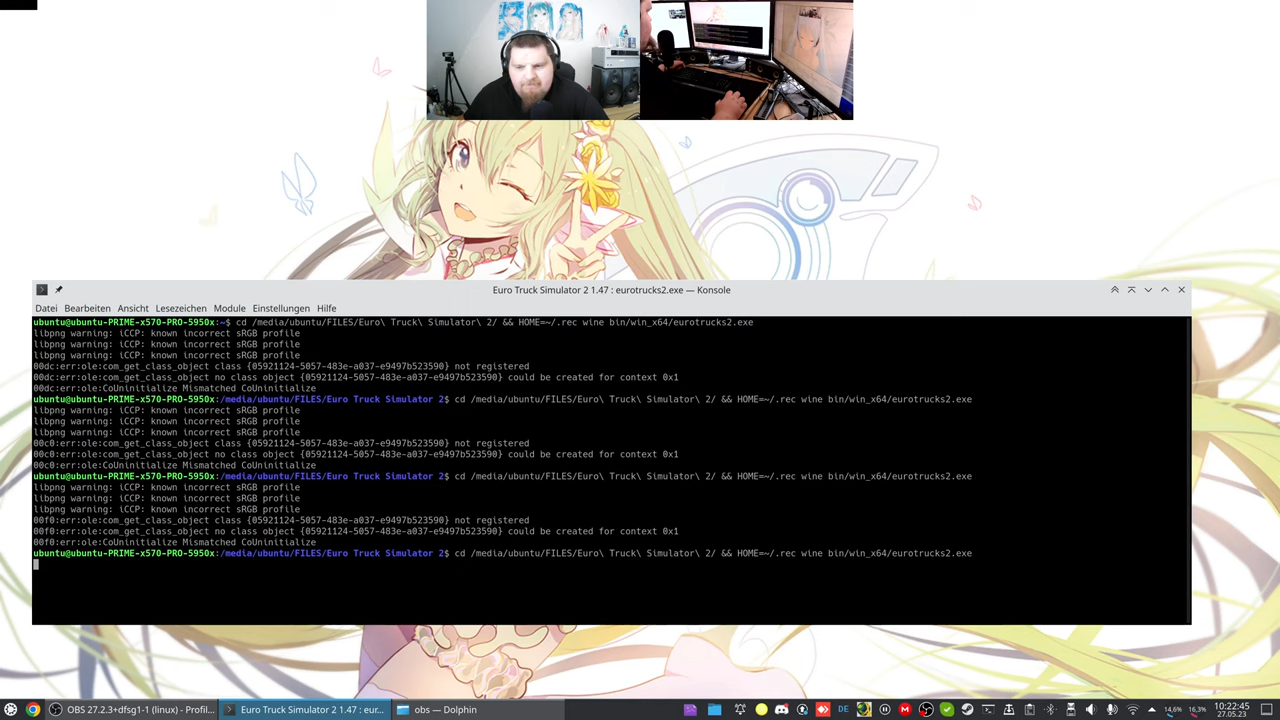 Euro Truck Simulator 2 1.47 : eurotrucks2.exe — Konsole
Datei Bearbeiten Ansicht Lesezeichen Module Einstellungen Hilfe
ubuntu@ubuntu-PRIME-x570-PRO-5950x:~$ cd /media/ubuntu/FILES/Euro\ Truck\ Simulator\ 2/ && HOME=~/.rec wine bin/win_x64/eurotrucks2.exe
libpng warning: iCCP: known incorrect sRGB profile
libpng warning: iCCP: known incorrect sRGB profile
libpng warning: iCCP: known incorrect sRGB profile
00dc:err:ole:com_get_class_object class {05921124-5057-483e-a037-e9497b523590} not registered
00dc:err:ole:com_get_class_object no class object {05921124-5057-483e-a037-e9497b523590} could be created for context 0x1
00dc:err:ole:CoUninitialize Mismatched CoUninitialize
ubuntu@ubuntu-PRIME-x570-PRO-5950x:/media/ubuntu/FILES/Euro Truck Simulator 2$ cd /media/ubuntu/FILES/Euro\ Truck\ Simulator\ 2/ && HOME=~/.rec wine bin/win_x64/eurotrucks2.exe
libpng warning: iCCP: known incorrect sRGB profile
libpng warning: iCCP: known incorrect sRGB profile
libpng warning: iCCP: known incorrect sRGB profile
00c0:err:ole:com_get_class_object class {05921124-5057-483e-a037-e9497b523590} not registered
00c0:err:ole:com_get_class_object no class object {05921124-5057-483e-a037-e9497b523590} could be created for context 0x1
00c0:err:ole:CoUninitialize Mismatched CoUninitialize
ubuntu@ubuntu-PRIME-x570-PRO-5950x:/media/ubuntu/FILES/Euro Truck Simulator 2$ cd /media/ubuntu/FILES/Euro\ Truck\ Simulator\ 2/ && HOME=~/.rec wine bin/win_x64/eurotrucks2.exe
libpng warning: iCCP: known incorrect sRGB profile
libpng warning: iCCP: known incorrect sRGB profile
libpng warning: iCCP: known incorrect sRGB profile
00f0:err:ole:com_get_class_object class {05921124-5057-483e-a037-e9497b523590} not registered
00f0:err:ole:com_get_class_object no class object {05921124-5057-483e-a037-e9497b523590} could be created for context 0x1
00f0:err:ole:CoUninitialize Mismatched CoUninitialize
ubuntu@ubuntu-PRIME-x570-PRO-5950x:/media/ubuntu/FILES/Euro Truck Simulator 2$ cd /media/ubuntu/FILES/Euro\ Truck\ Simulator\ 2/ && HOME=~/.rec wine bin/win_x64/eurotrucks2.exe
OBS 27.2.3+dfsg1-1 (linux) - Profil... Euro Truck Simulator 2 1.47 : eur... obs — Dolphin DE 14,6% 16,3% 10:22:45
27.05.23